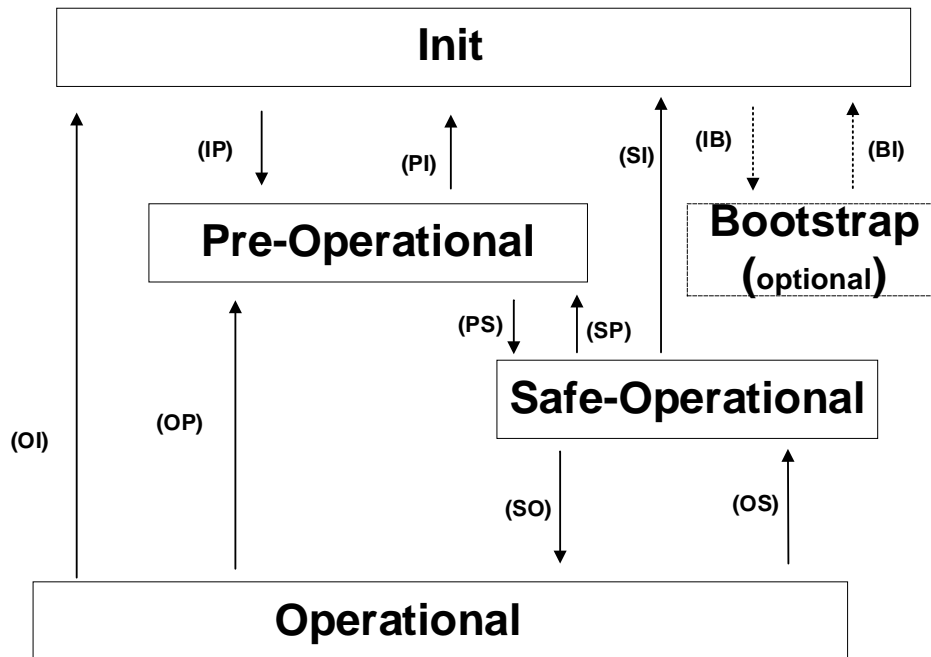 Init
(IP)
(PI)
(SI)
(IB)
(BI)
Pre-Operational
Bootstrap
(optional)
(PS)
(SP)
Safe-Operational
(OI)
(OP)
(SO)
(OS)
Operational